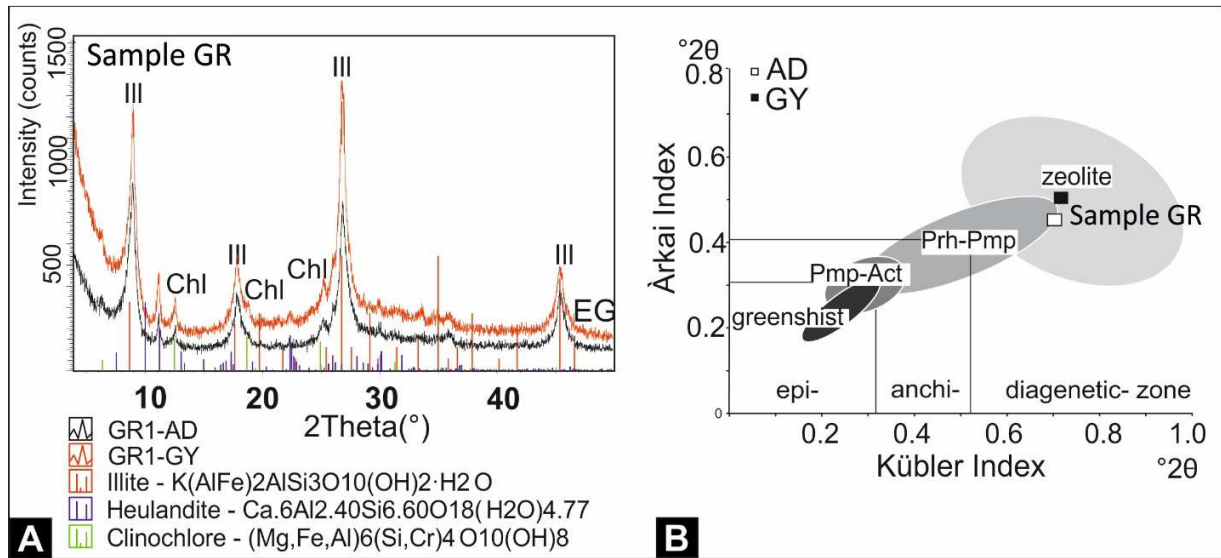 Sample GR
Intensity (counts)
1500
1000
500
Ill
Ill
Ill
Ill
Chl
Chl
Chl
EG
10
20
30
40
2Theta(°)
GR1-AD
GR1-GY
Illite - K(AlFe)2AlSi3O10(OH)2·H2O
Heulandite - Ca.6Al2.40Si6.60O18(H2O)4.77
Clinochlore - (Mg,Fe,Al)6(Si,Cr)4O10(OH)8
A
°2θ
0.8
0.6
0.4
0.2
0
Àrkai Index
AD
GY
zeolite
Sample GR
Prh-Pmp
Pmp-Act
greenshist
epi-
anchi-
diagenetic- zone
0.2
0.4
0.6
0.8
1.0
Kübler Index
°2θ
B